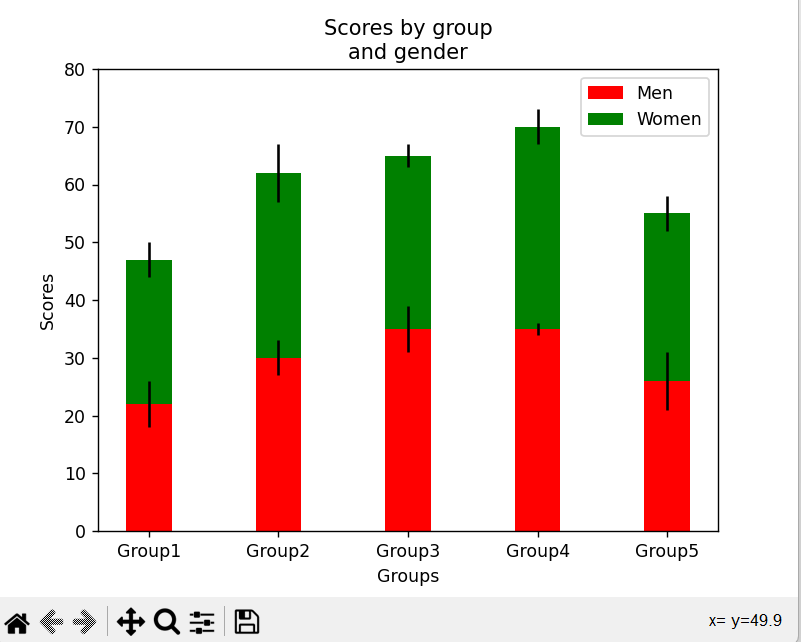 Scores by group
and gender
Men
Women
80
70
60
50
40
30
20
10
0
Scores
Group1 Group2 Group3 Group4 Group5
Groups
x= y=49.9